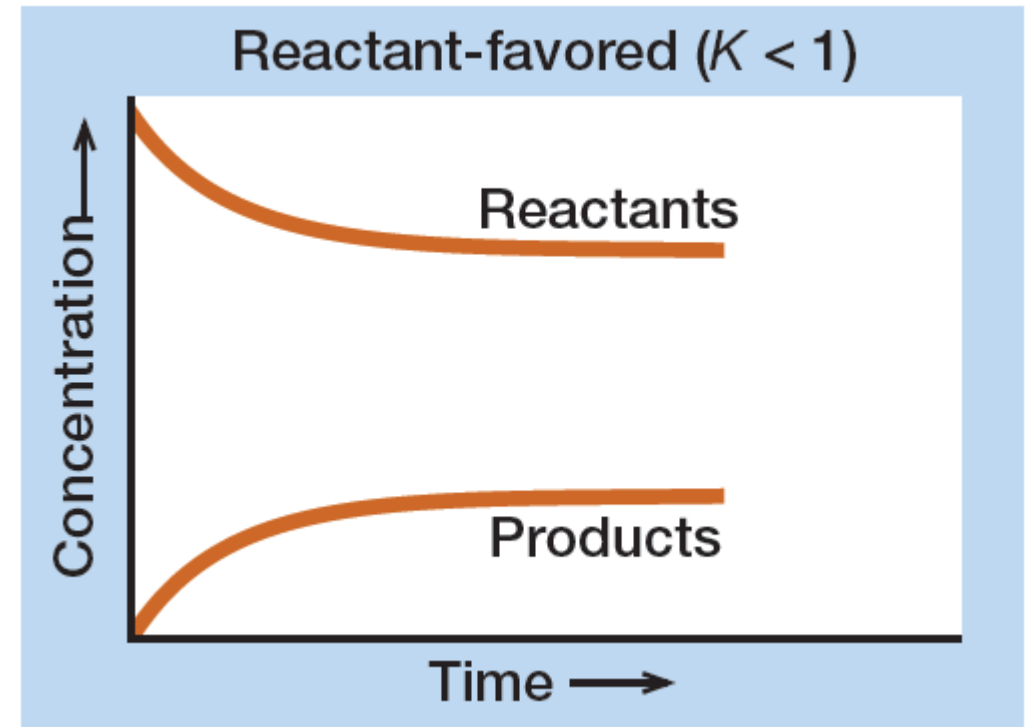 Reactant-favored (K < 1)
Concentration
Reactants
Products
Time